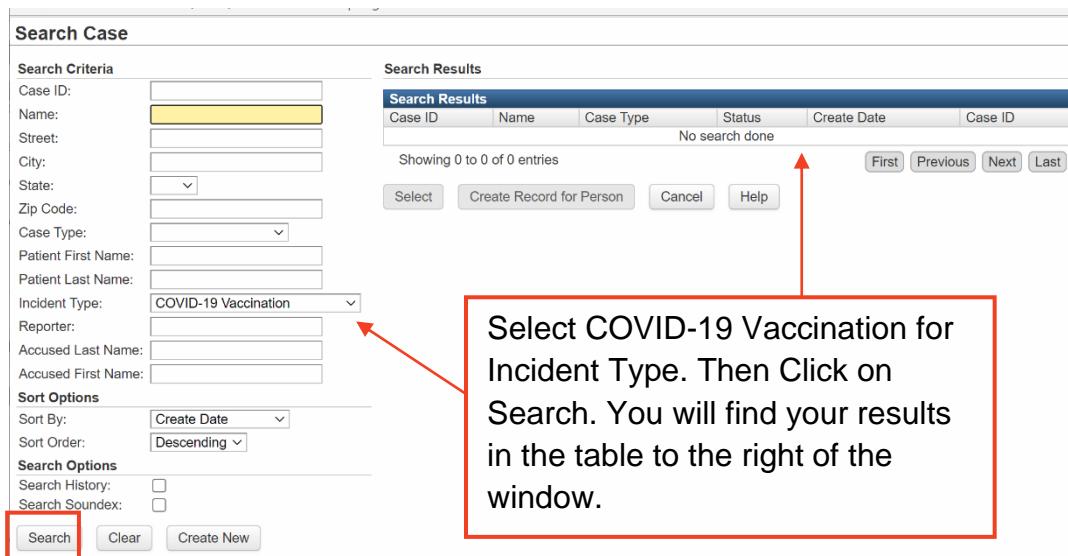 Search Case
Search Criteria
Case ID:
Name:
Street:
City:
State:
Zip Code:
Case Type:
Patient First Name:
Patient Last Name:
Incident Type: COVID-19 Vaccination
Reporter:
Accused Last Name:
Accused First Name:
Sort Options
Sort By: Create Date
Sort Order: Descending
Search Options
Search History:
Search Soundex:
Search Clear Create New
Search Results
Search Results
Case ID Name Case Type Status Create Date Case ID
No search done
Showing 0 to 0 of 0 entries First Previous Next Last
Select Create Record for Person Cancel Help
Select COVID-19 Vaccination for
Incident Type. Then Click on
Search. You will find your results
in the table to the right of the
window.